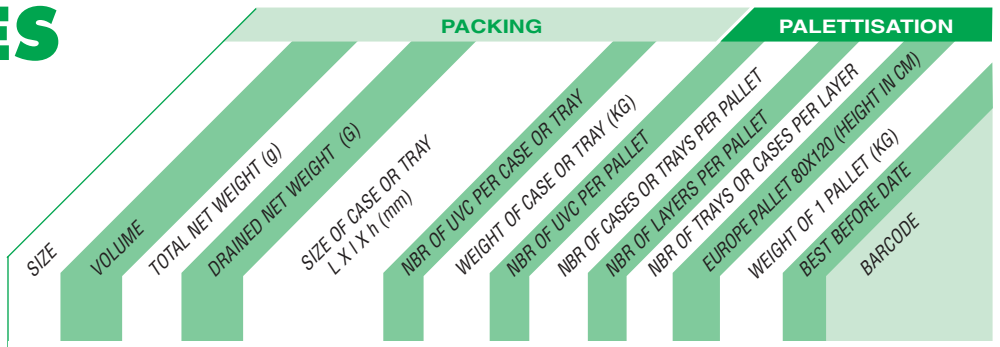 ES
PACKING
PALETTISATION
SIZE
VOLUME
TOTAL NET WEIGHT (g)
DRAINED NET WEIGHT (G)
SIZE OF CASE OR TRAY
L X l X h (mm)
NBR OF UVC PER CASE OR TRAY
WEIGHT OF CASE OR TRAY (KG)
NBR OF UVC PER PALLET
NBR OF CASES OR TRAYS PER PALLET
NBR OF LAYERS PER PALLET
NBR OF TRAYS OR CASES PER LAYER
EUROPE PALLET 80X120 (HEIGHT IN CM)
WEIGHT OF 1 PALLET (KG)
BEST BEFORE DATE
BARCODE